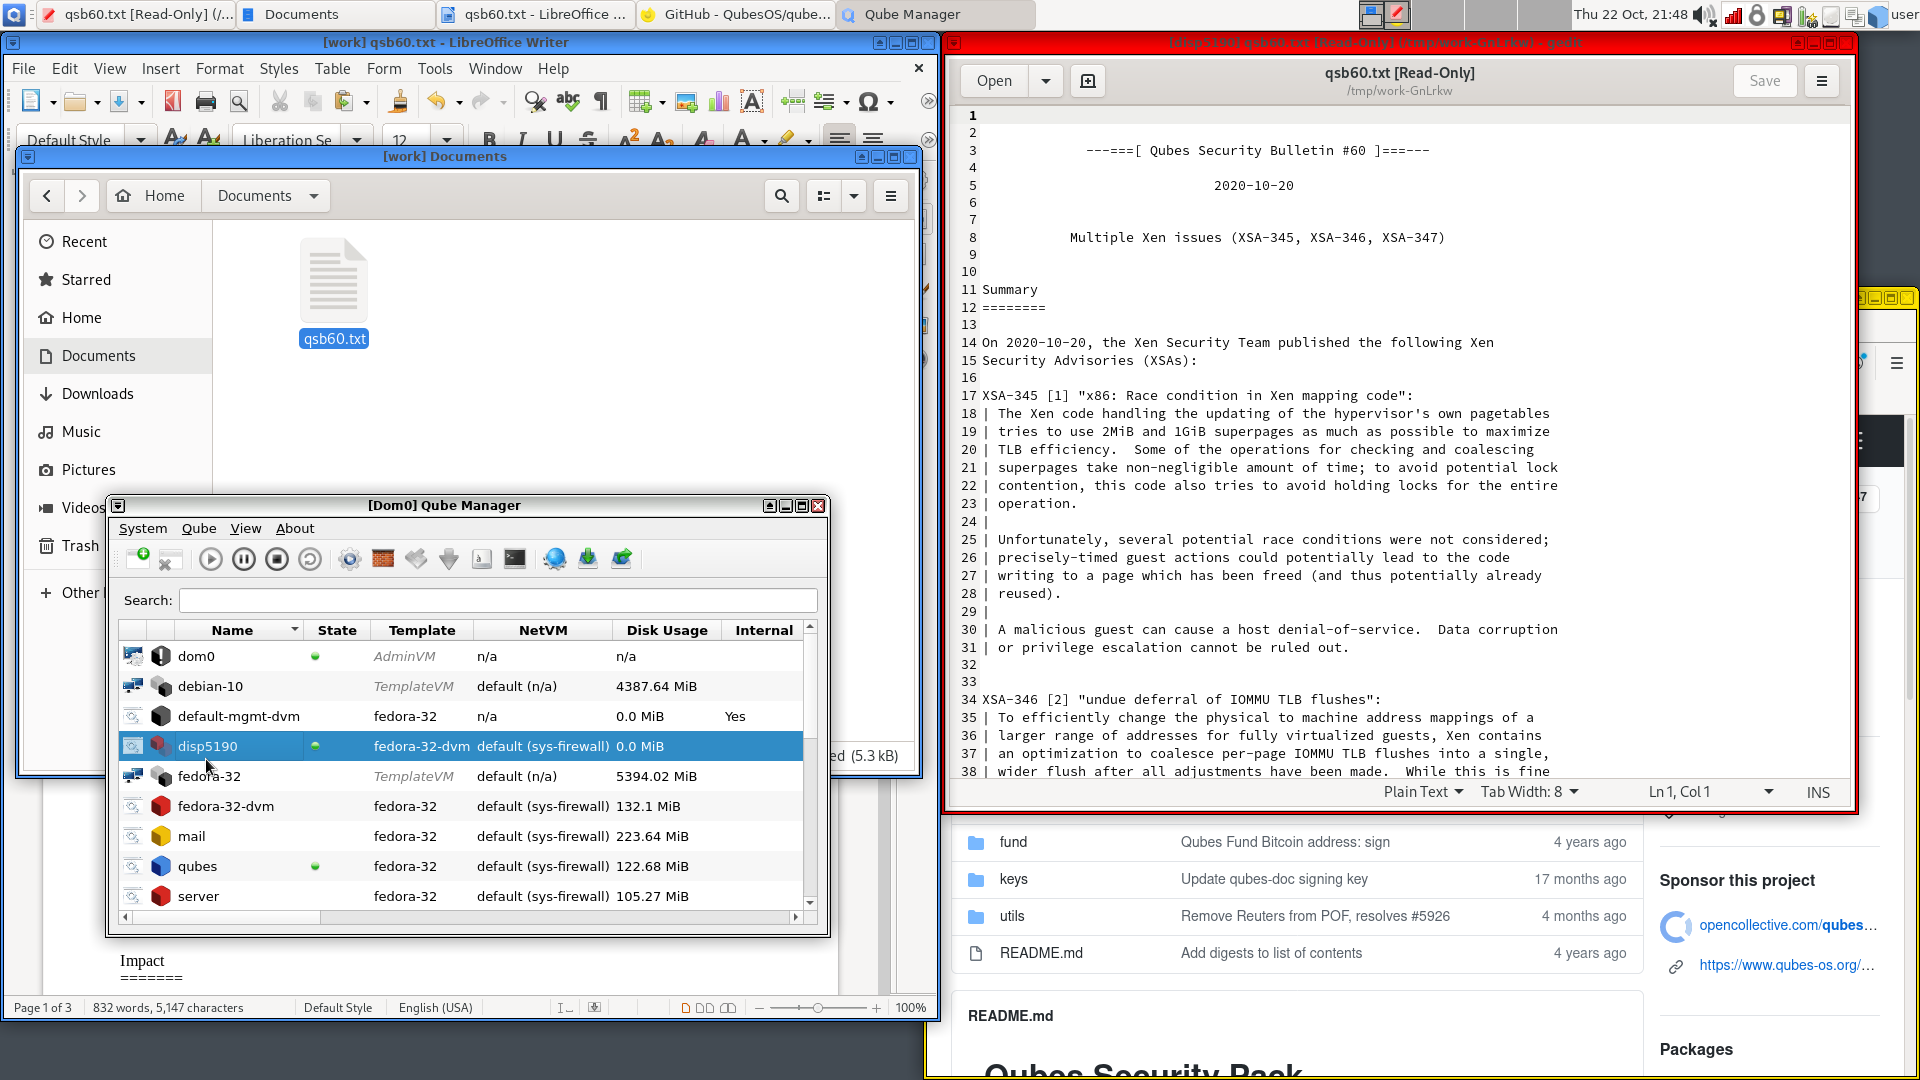 qsb60.txt [Read-Only] (/...
Documents
qsb60.txt - LibreOffice ...
GitHub - QubesOS/qube...
Qube Manager
Thu 22 Oct, 21:48
user
[work] qsb60.txt - LibreOffice Writer
File Edit View Insert Format Styles Table Form Tools Window Help
Default Style
Liberation Se
12
[work] Documents
Home
Documents
Recent
Starred
Home
Documents
Downloads
Music
Pictures
Videos
Trash
Other
qsb60.txt
(5.3 kB)
[Dom0] Qube Manager
System Qube View About
Search:
Name State Template NetVM Disk Usage Internal
dom0 AdminVM n/a n/a
debian-10 TemplateVM default (n/a) 4387.64 MiB
default-mgmt-dvm fedora-32 n/a 0.0 MiB Yes
disp5190 fedora-32-dvm default (sys-firewall) 0.0 MiB
fedora-32 TemplateVM default (n/a) 5394.02 MiB
fedora-32-dvm fedora-32 default (sys-firewall) 132.1 MiB
mail fedora-32 default (sys-firewall) 223.64 MiB
qubes fedora-32 default (sys-firewall) 122.68 MiB
server fedora-32 default (sys-firewall) 105.27 MiB
Impact
=======
Page 1 of 3
832 words, 5,147 characters
Default Style
English (USA)
100%
[disp5190] qsb60.txt [Read-Only] (/tmp/work-GnLrkw) - gedit
Open
qsb60.txt [Read-Only]
/tmp/work-GnLrkw
Save
1
2
3 ---===[ Qubes Security Bulletin #60 ]===---
4
5 2020-10-20
6
7
8 Multiple Xen issues (XSA-345, XSA-346, XSA-347)
9
10
11 Summary
12 ========
13
14 On 2020-10-20, the Xen Security Team published the following Xen
15 Security Advisories (XSAs):
16
17 XSA-345 [1] "x86: Race condition in Xen mapping code":
18 | The Xen code handling the updating of the hypervisor's own pagetables
19 | tries to use 2MiB and 1GiB superpages as much as possible to maximize
20 | TLB efficiency.  Some of the operations for checking and coalescing
21 | superpages take non-negligible amount of time; to avoid potential lock
22 | contention, this code also tries to avoid holding locks for the entire
23 | operation.
24 |
25 | Unfortunately, several potential race conditions were not considered;
26 | precisely-timed guest actions could potentially lead to the code
27 | writing to a page which has been freed (and thus potentially already
28 | reused).
29 |
30 | A malicious guest can cause a host denial-of-service.  Data corruption
31 | or privilege escalation cannot be ruled out.
32
33
34 XSA-346 [2] "undue deferral of IOMMU TLB flushes":
35 | To efficiently change the physical to machine address mappings of a
36 | larger range of addresses for fully virtualized guests, Xen contains
37 | an optimization to coalesce per-page IOMMU TLB flushes into a single,
38 | wider flush after all adjustments have been made.  While this is fine
Plain Text
Tab Width: 8
Ln 1, Col 1
INS
fund Qubes Fund Bitcoin address: sign 4 years ago
keys Update qubes-doc signing key 17 months ago
utils Remove Reuters from POF, resolves #5926 4 months ago
README.md Add digests to list of contents 4 years ago
README.md
Qubes Security Pack
Sponsor this project
opencollective.com/qubes...
https://www.qubes-os.org/...
Packages